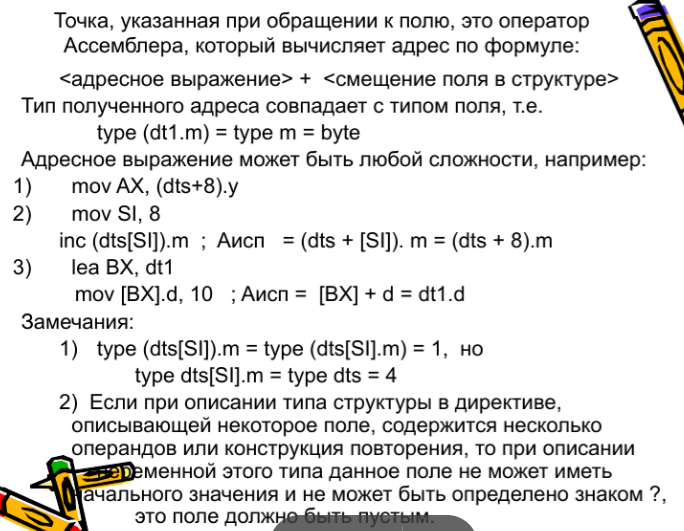 Точка, указанная при обращении к полю, это оператор
Ассемблера, который вычисляет адрес по формуле:
<адресное выражение> + <смещение поля в структуре>
Тип полученного адреса совпадает с типом поля, т.е.
type (dt1.m) = type m = byte
Адресное выражение может быть любой сложности, например:
1) mov AX, (dts+8).y
2) mov SI, 8
inc (dts[SI]).m ; Аисп = (dts + [SI]). m = (dts + 8).m
3) lea BX, dt1
mov [BX].d, 10 ; Аисп = [BX] + d = dt1.d
Замечания:
1) type (dts[SI]).m = type (dts[SI].m) = 1, но
type dts[SI].m = type dts = 4
2) Если при описании типа структуры в директиве,
описывающей некоторое поле, содержится несколько
операндов или конструкция повторения, то при описании
переменной этого типа данное поле не может иметь
начального значения и не может быть определено знаком ?,
это поле должно быть пустым.